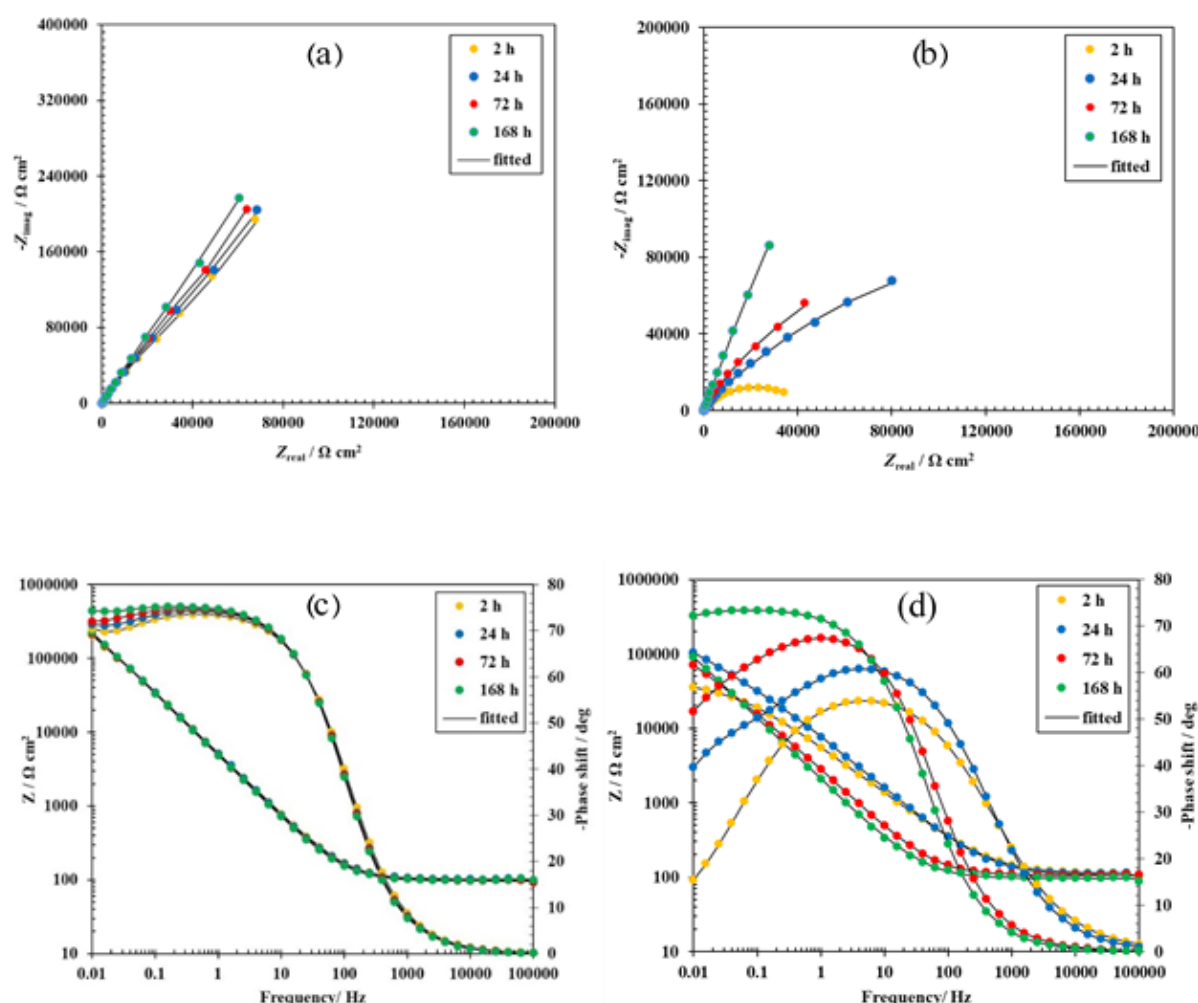 (a)
400000
320000
240000
160000
80000
0
0
40000
80000
120000
160000
200000
-Zimag / Ω cm²
Zreal / Ω cm²
2 h
24 h
72 h
168 h
fitted
(b)
200000
160000
120000
80000
40000
0
0
40000
80000
120000
160000
200000
-Zimag / Ω cm²
Zreal / Ω cm²
2 h
24 h
72 h
168 h
fitted
(c)
1000000
100000
10000
1000
100
10
0.01
0.1
1
10
100
1000
10000
100000
80
70
60
50
40
30
20
10
0
Z / Ω cm²
-Phase shift / deg
Frequency/ Hz
2 h
24 h
72 h
168 h
fitted
(d)
1000000
100000
10000
1000
100
10
0.01
0.1
1
10
100
1000
10000
100000
80
70
60
50
40
30
20
10
0
Z / Ω cm²
-Phase shift / deg
Frequency/ Hz
2 h
24 h
72 h
168 h
fitted